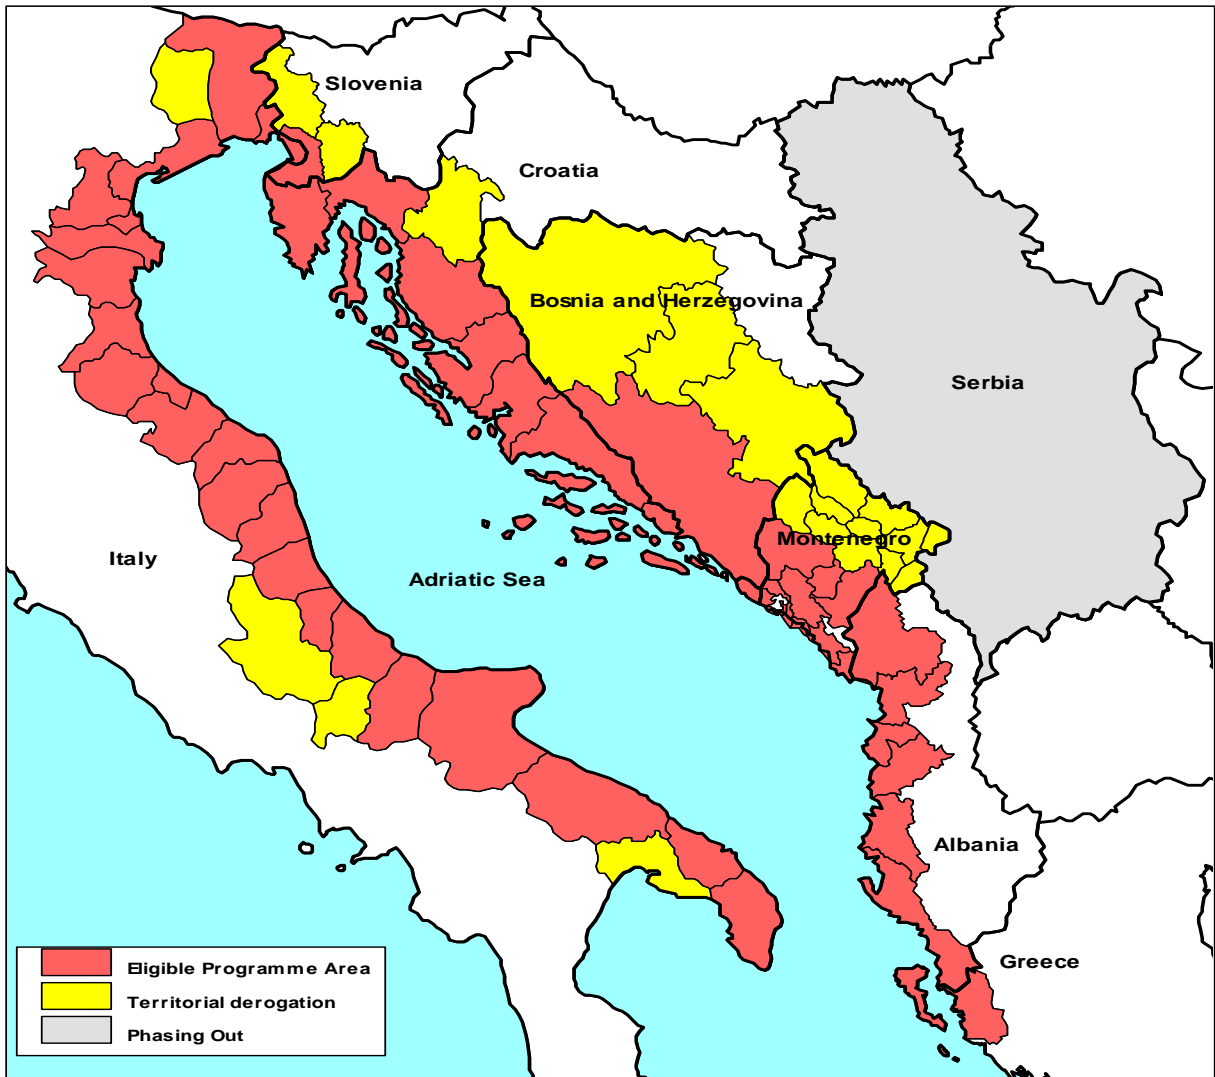 Slovenia
Croatia
Bosnia and Herzegovina
Serbia
Montenegro
Italy
Adriatic Sea
Albania
Greece
Eligible Programme Area
Territorial derogation
Phasing Out